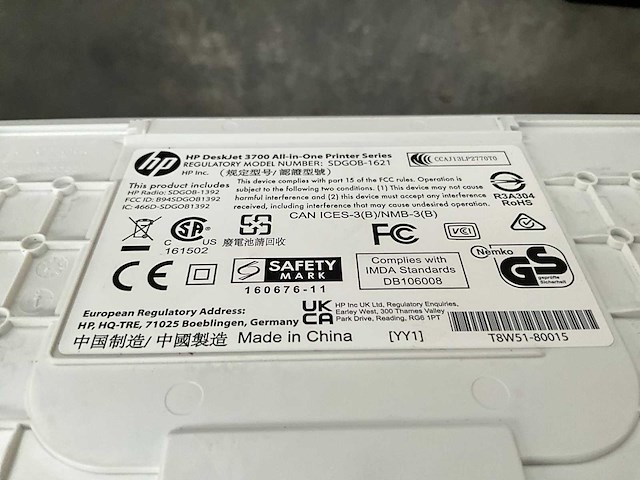 hp
HP DeskJet 3700 All-in-One Printer Series
REGULATORY MODEL NUMBER: SDGOB-1621
HP Inc. (规定型号/ 認證型號)
CCAJ13LP2770T0
This product includes
HP Radio: SDGOB-1392
FCC ID: B94SDGOB1392
IC: 466D-SDGOB1392
This device complies with part 15 of the FCC rules. Operation is
subject to the following two conditions. (1) This device may not cause
harmful interference, and (2) this device must accept any interference
received, including interference that may cause undesired operation.
CAN ICES-3(B)/NMB-3(B)
R3A304
RoHS
C SA US
161502
廢電池請回收
FC
VCI
CE
SAFETY
MARK
160676-11
Complies with
IMDA Standards
DB106008
Nemko
GS
geprüfte
Sicherheit
European Regulatory Address:
HP, HQ-TRE, 71025 Boeblingen, Germany
UK
CA
HP Inc UK Ltd, Regulatory Enquiries,
Earley West, 300 Thames Valley
Park Drive, Reading, RG6 1PT
中国制造/ 中國製造 Made in China [YY1]
T8W51-80015